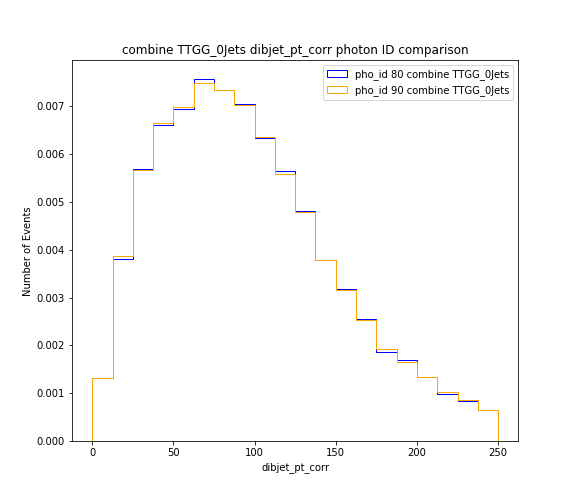 combine TTGG_0Jets dibjet_pt_corr photon ID comparison
pho_id 80 combine TTGG_0Jets
pho_id 90 combine TTGG_0Jets
Number of Events
0.007
0.006
0.005
0.004
0.003
0.002
0.001
0.000
0
50
100
150
200
250
dibjet_pt_corr